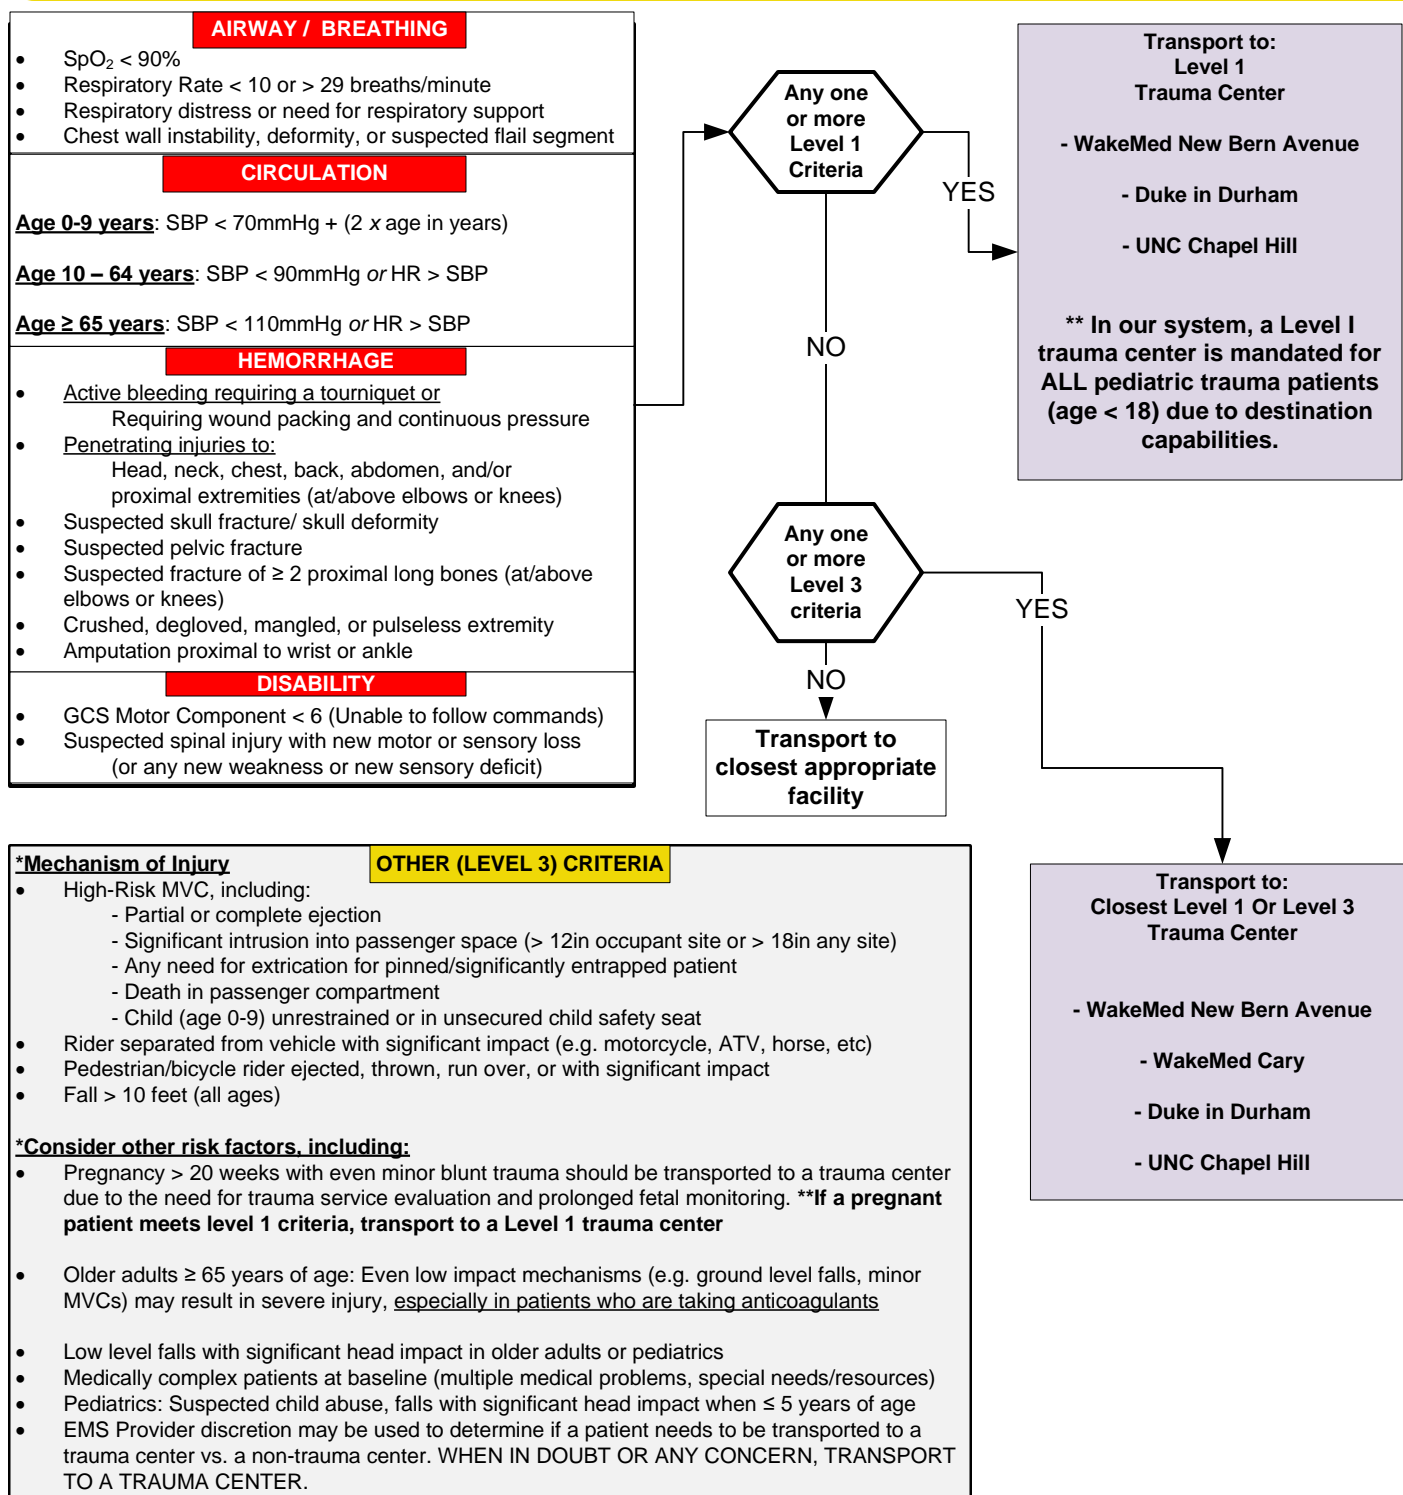 AIRWAY / BREATHING
• SpO₂ < 90%
• Respiratory Rate < 10 or > 29 breaths/minute
• Respiratory distress or need for respiratory support
• Chest wall instability, deformity, or suspected flail segment
CIRCULATION
Age 0-9 years: SBP < 70mmHg + (2 x age in years)
Age 10 – 64 years: SBP < 90mmHg or HR > SBP
Age ≥ 65 years: SBP < 110mmHg or HR > SBP
HEMORRHAGE
• Active bleeding requiring a tourniquet or
Requiring wound packing and continuous pressure
• Penetrating injuries to:
Head, neck, chest, back, abdomen, and/or
proximal extremities (at/above elbows or knees)
• Suspected skull fracture/ skull deformity
• Suspected pelvic fracture
• Suspected fracture of ≥ 2 proximal long bones (at/above
elbows or knees)
• Crushed, degloved, mangled, or pulseless extremity
• Amputation proximal to wrist or ankle
DISABILITY
• GCS Motor Component < 6 (Unable to follow commands)
• Suspected spinal injury with new motor or sensory loss
(or any new weakness or new sensory deficit)
Any one
or more
Level 1
Criteria
YES
NO
Transport to:
Level 1
Trauma Center
- WakeMed New Bern Avenue
- Duke in Durham
- UNC Chapel Hill
** In our system, a Level I
trauma center is mandated for
ALL pediatric trauma patients
(age < 18) due to destination
capabilities.
Any one
or more
Level 3
criteria
YES
NO
Transport to
closest appropriate
facility
Transport to:
Closest Level 1 Or Level 3
Trauma Center
- WakeMed New Bern Avenue
- WakeMed Cary
- Duke in Durham
- UNC Chapel Hill
OTHER (LEVEL 3) CRITERIA
*Mechanism of Injury
• High-Risk MVC, including:
- Partial or complete ejection
- Significant intrusion into passenger space (> 12in occupant site or > 18in any site)
- Any need for extrication for pinned/significantly entrapped patient
- Death in passenger compartment
- Child (age 0-9) unrestrained or in unsecured child safety seat
• Rider separated from vehicle with significant impact (e.g. motorcycle, ATV, horse, etc)
• Pedestrian/bicycle rider ejected, thrown, run over, or with significant impact
• Fall > 10 feet (all ages)
*Consider other risk factors, including:
• Pregnancy > 20 weeks with even minor blunt trauma should be transported to a trauma center
due to the need for trauma service evaluation and prolonged fetal monitoring. **If a pregnant
patient meets level 1 criteria, transport to a Level 1 trauma center
• Older adults ≥ 65 years of age: Even low impact mechanisms (e.g. ground level falls, minor
MVCs) may result in severe injury, especially in patients who are taking anticoagulants
• Low level falls with significant head impact in older adults or pediatrics
• Medically complex patients at baseline (multiple medical problems, special needs/resources)
• Pediatrics: Suspected child abuse, falls with significant head impact when ≤ 5 years of age
• EMS Provider discretion may be used to determine if a patient needs to be transported to a
trauma center vs. a non-trauma center. WHEN IN DOUBT OR ANY CONCERN, TRANSPORT
TO A TRAUMA CENTER.